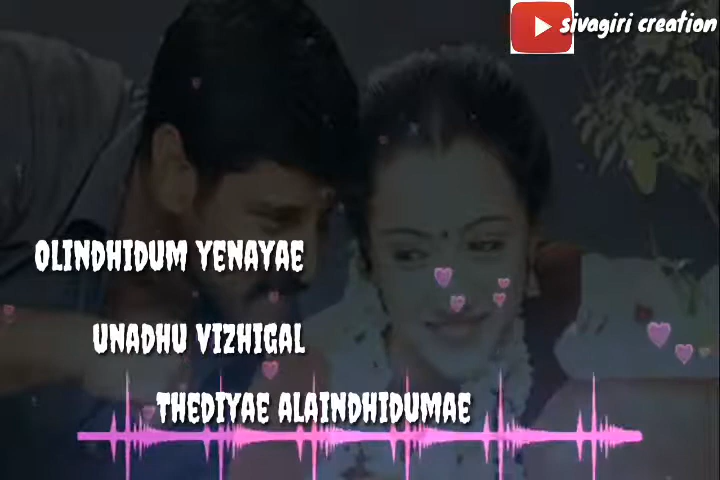 sivagiri creation
OLINDHIDUM YENAYAE
UNADHU VIZHIGAL
THEDIYAE ALAINDHIDUMAE